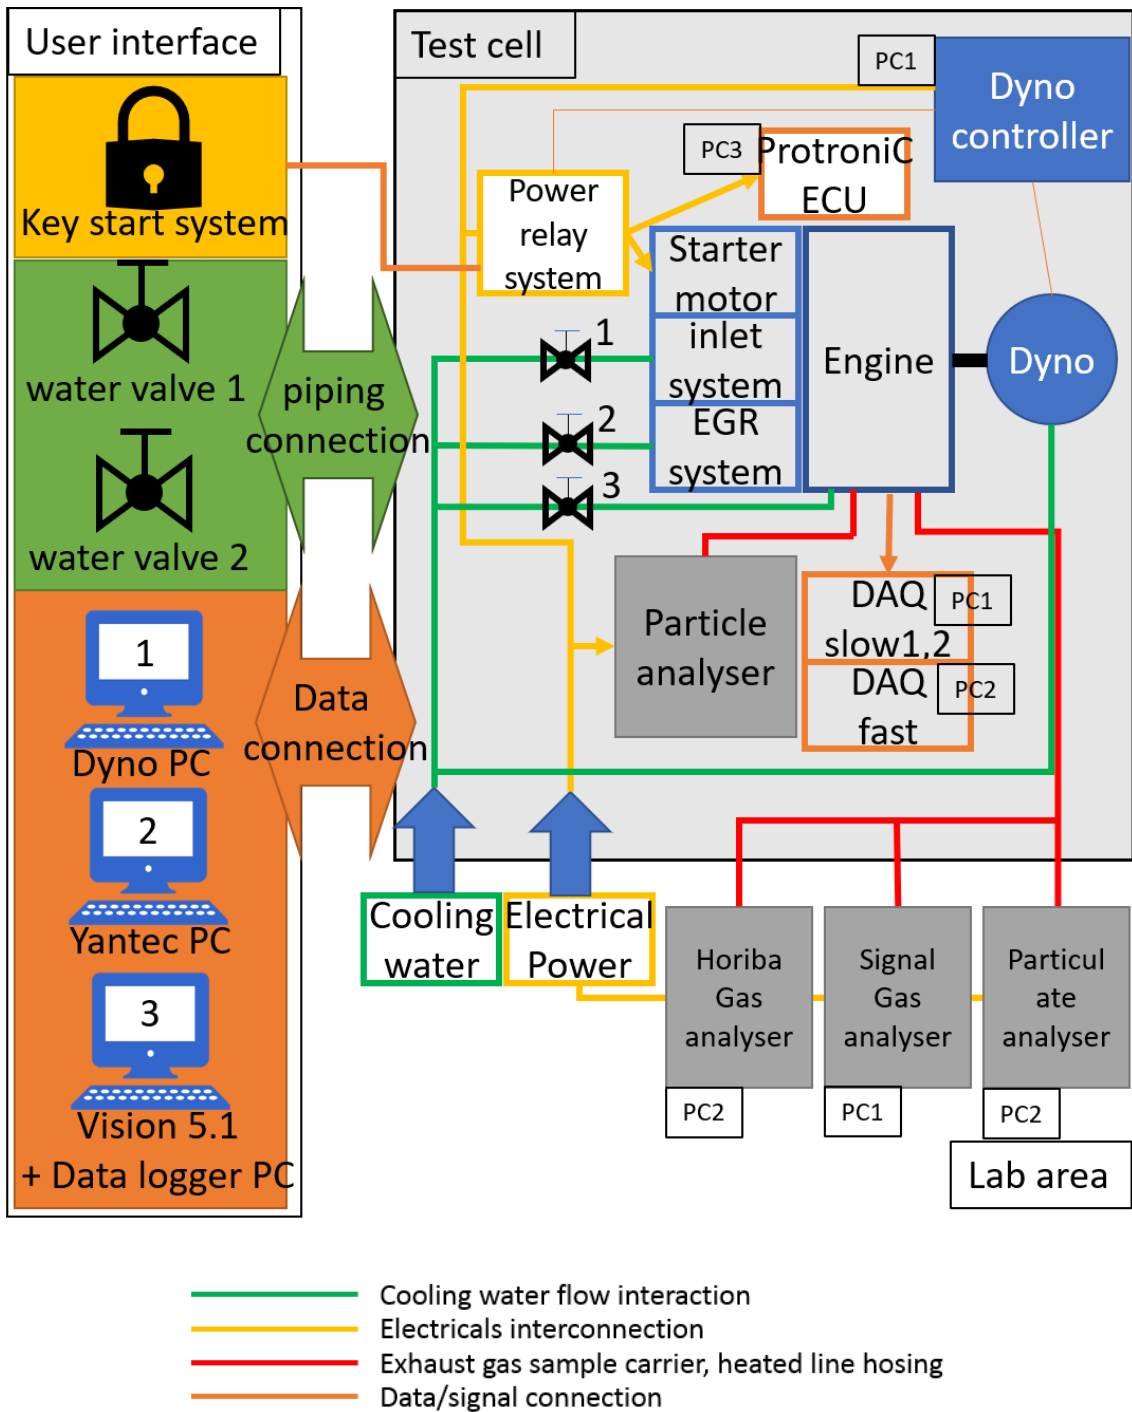 User interface
Key start system
water valve 1
water valve 2
1
Dyno PC
2
Yantec PC
3
Vision 5.1
+ Data logger PC
piping
connection
Data
connection
Test cell
PC1
Dyno
controller
PC3
ProtroniC
ECU
Power
relay
system
Starter
motor
inlet
system
EGR
system
Engine
Dyno
1
2
3
Particle
analyser
DAQ
slow1,2
PC1
DAQ
fast
PC2
Cooling
water
Electrical
Power
Horiba
Gas
analyser
PC2
Signal
Gas
analyser
PC1
Particul
ate
analyser
PC2
Lab area
Cooling water flow interaction
Electricals interconnection
Exhaust gas sample carrier, heated line hosing
Data/signal connection